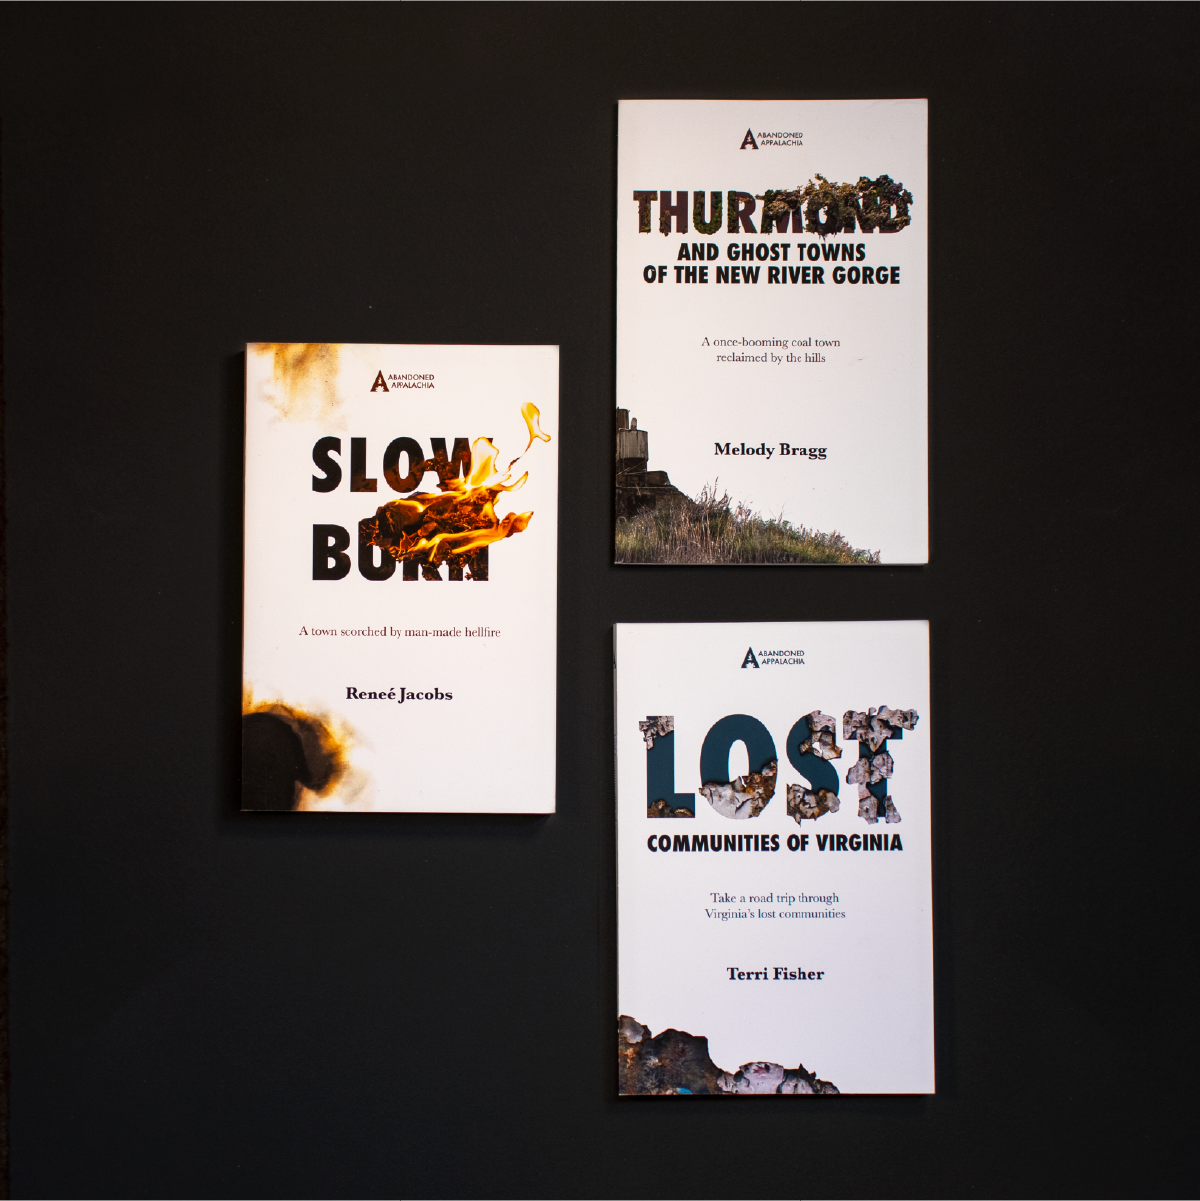 ABANDONED
APPALACHIA
SLOW
BURN
A town scorched by man-made hellfire
Reneé Jacobs
ABANDONED
APPALACHIA
THURMOND
AND GHOST TOWNS
OF THE NEW RIVER GORGE
A once-booming coal town
reclaimed by the hills
Melody Bragg
ABANDONED
APPALACHIA
LOST
COMMUNITIES OF VIRGINIA
Take a road trip through
Virginia's lost communities
Terri Fisher